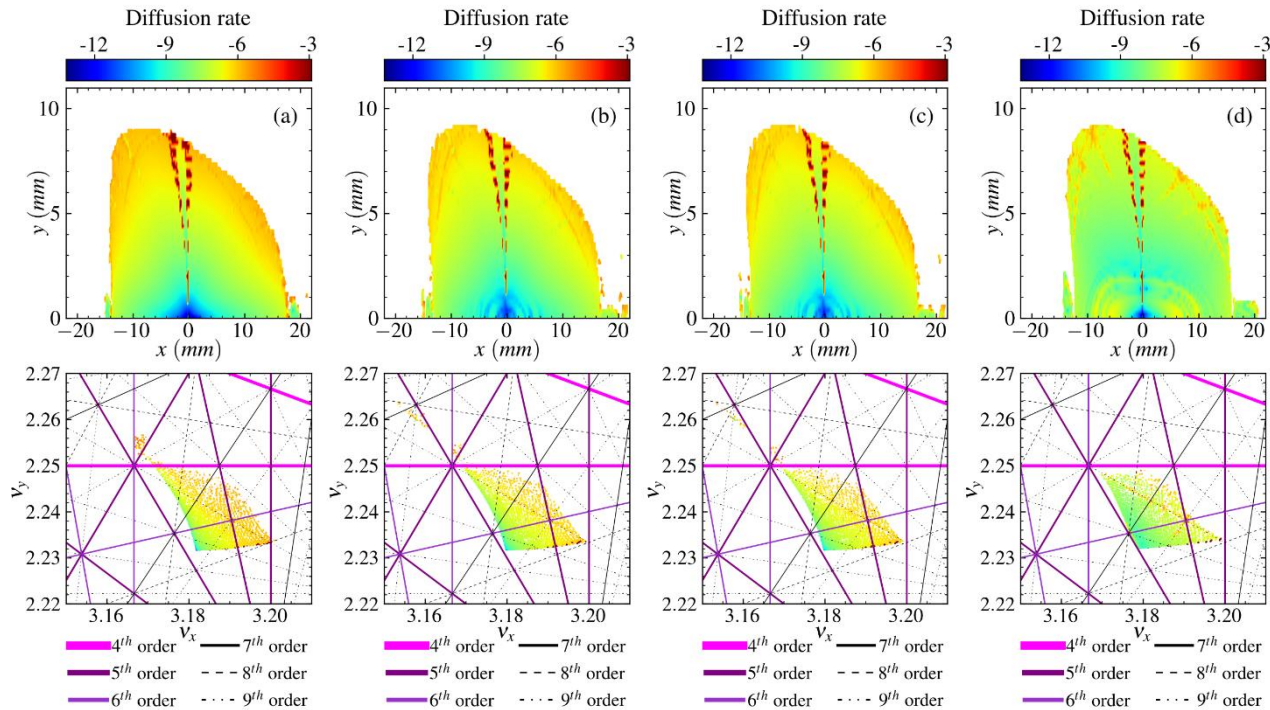 Diffusion rate Diffusion rate Diffusion rate Diffusion rate
−12 −9 −6 −3 −12 −9 −6 −3 −12 −9 −6 −3 −12 −9 −6 −3
10 (a) 10 (b) 10 (c) 10 (d)
y (mm) y (mm) y (mm) y (mm)
5 5 5 5
0 0 0 0
−20 −10 0 10 20 −20 −10 0 10 20 −20 −10 0 10 20 −20 −10 0 10 20
x (mm) x (mm) x (mm) x (mm)
2.27 2.27 2.27 2.27
2.26 2.26 2.26 2.26
2.25 2.25 2.25 2.25
νy νy νy νy
2.24 2.24 2.24 2.24
2.23 2.23 2.23 2.23
2.22 2.22 2.22 2.22
3.16 3.18 3.20 3.16 3.18 3.20 3.16 3.18 3.20 3.16 3.18 3.20
νx νx νx νx
4th order 7th order 4th order 7th order 4th order 7th order 4th order 7th order
5th order 8th order 5th order 8th order 5th order 8th order 5th order 8th order
6th order 9th order 6th order 9th order 6th order 9th order 6th order 9th order